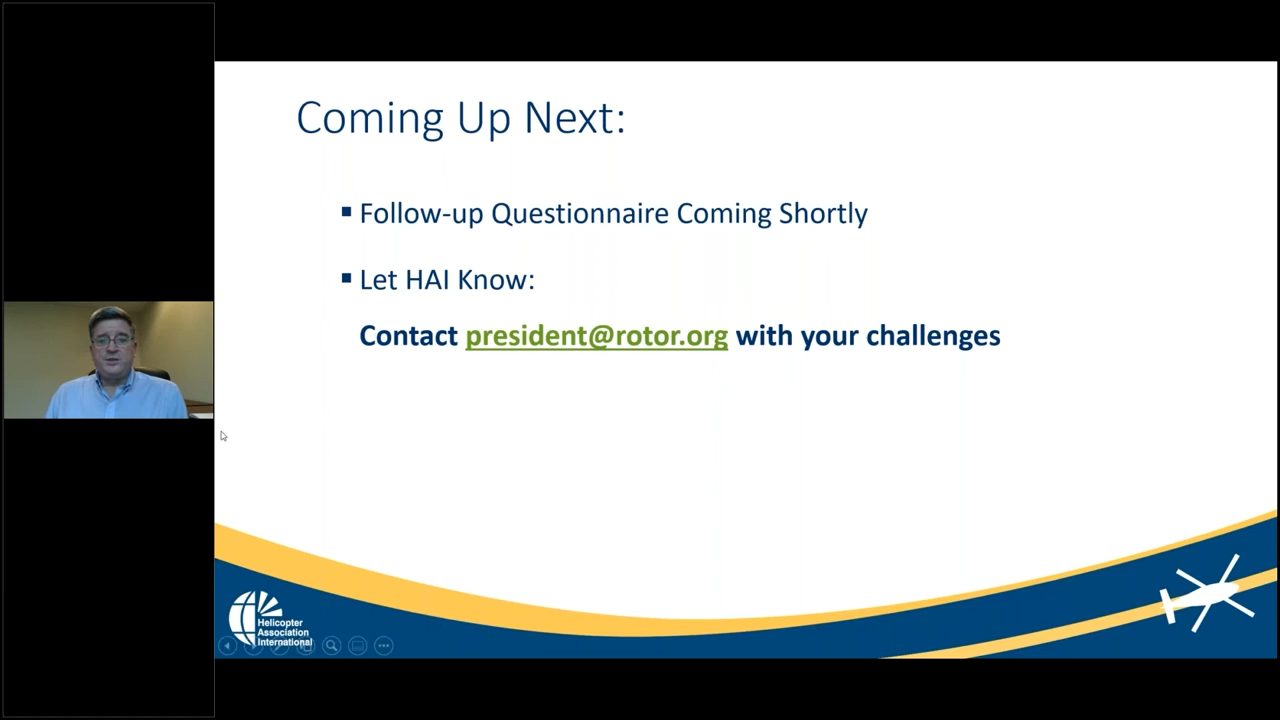 Coming Up Next:
▪ Follow-up Questionnaire Coming Shortly
▪ Let HAI Know:
Contact president@rotor.org with your challenges
Helicopter
Association
International